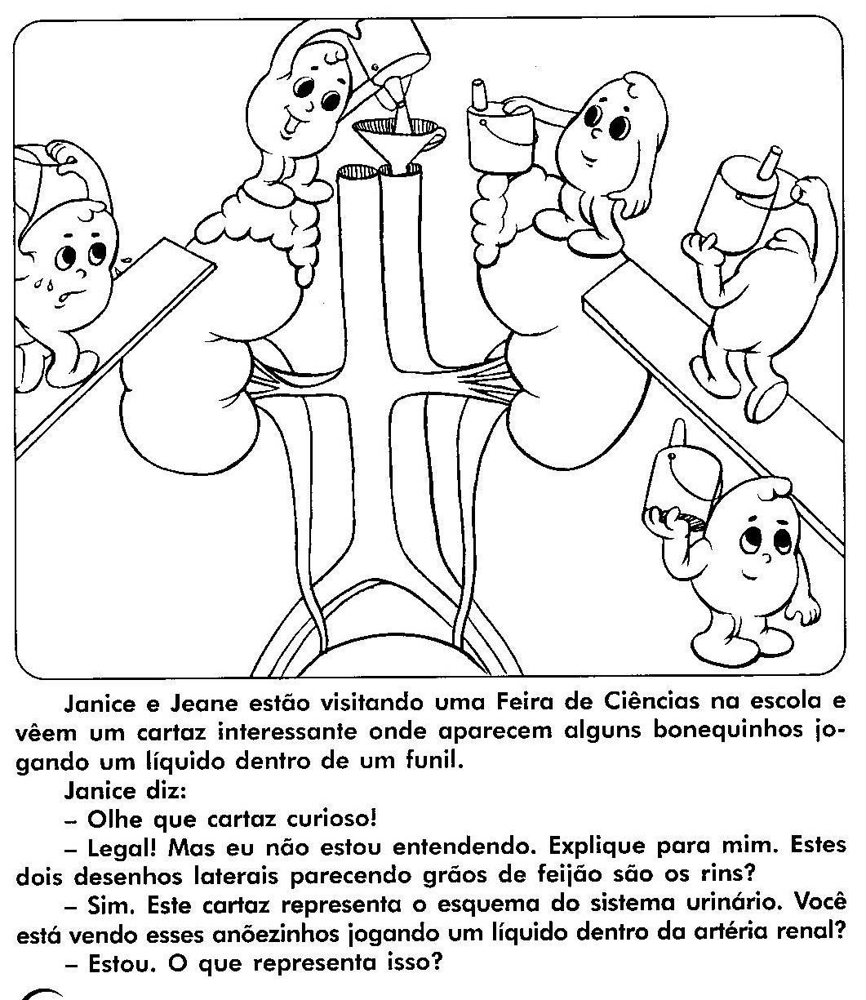 Janice e Jeane estão visitando uma Feira de Ciências na escola e
vêem um cartaz interessante onde aparecem alguns bonequinhos jo-
gando um líquido dentro de um funil.
Janice diz:
– Olhe que cartaz curioso!
– Legal! Mas eu não estou entendendo. Explique para mim. Estes
dois desenhos laterais parecendo grãos de feijão são os rins?
– Sim. Este cartaz representa o esquema do sistema urinário. Você
está vendo esses anõezinhos jogando um líquido dentro da artéria renal?
– Estou. O que representa isso?